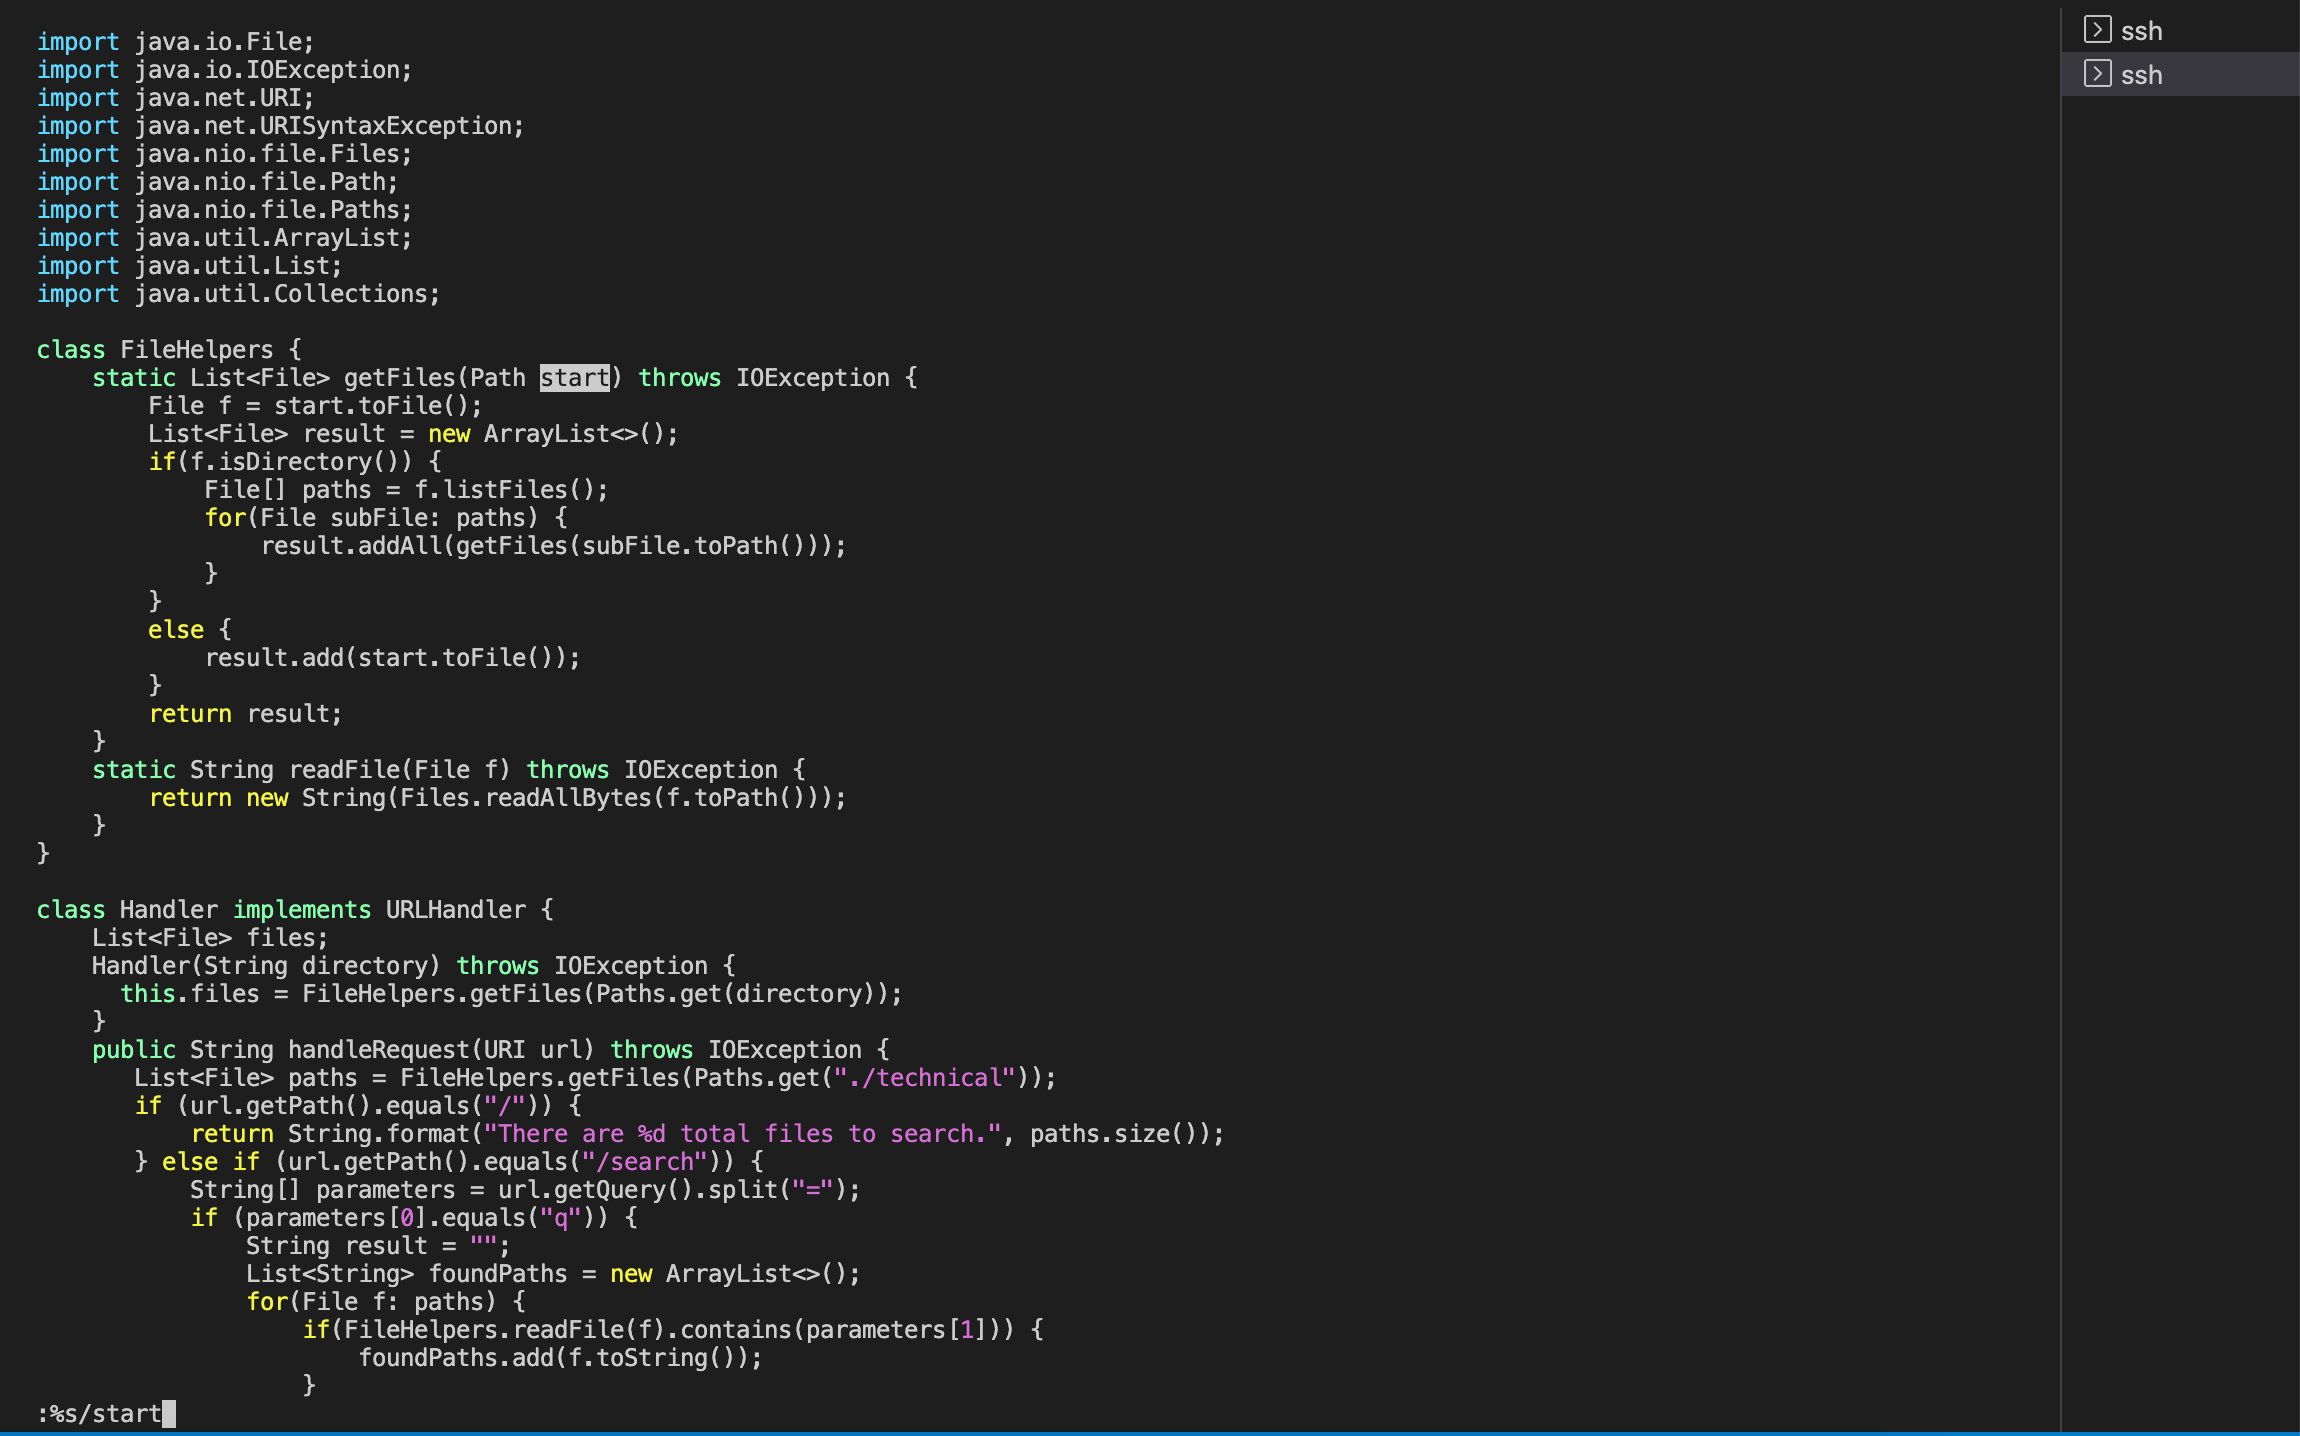 import java.io.File;
import java.io.IOException;
import java.net.URI;
import java.net.URISyntaxException;
import java.nio.file.Files;
import java.nio.file.Path;
import java.nio.file.Paths;
import java.util.ArrayList;
import java.util.List;
import java.util.Collections;

class FileHelpers {
    static List<File> getFiles(Path start) throws IOException {
        File f = start.toFile();
        List<File> result = new ArrayList<>();
        if(f.isDirectory()) {
            File[] paths = f.listFiles();
            for(File subFile: paths) {
                result.addAll(getFiles(subFile.toPath()));
            }
        }
        else {
            result.add(start.toFile());
        }
        return result;
    }
    static String readFile(File f) throws IOException {
        return new String(Files.readAllBytes(f.toPath()));
    }
}

class Handler implements URLHandler {
    List<File> files;
    Handler(String directory) throws IOException {
      this.files = FileHelpers.getFiles(Paths.get(directory));
    }
    public String handleRequest(URI url) throws IOException {
       List<File> paths = FileHelpers.getFiles(Paths.get("./technical"));
       if (url.getPath().equals("/")) {
           return String.format("There are %d total files to search.", paths.size());
       } else if (url.getPath().equals("/search")) {
           String[] parameters = url.getQuery().split("=");
           if (parameters[0].equals("q")) {
               String result = "";
               List<String> foundPaths = new ArrayList<>();
               for(File f: paths) {
                   if(FileHelpers.readFile(f).contains(parameters[1])) {
                       foundPaths.add(f.toString());
                   }
:%s/start
ssh
ssh